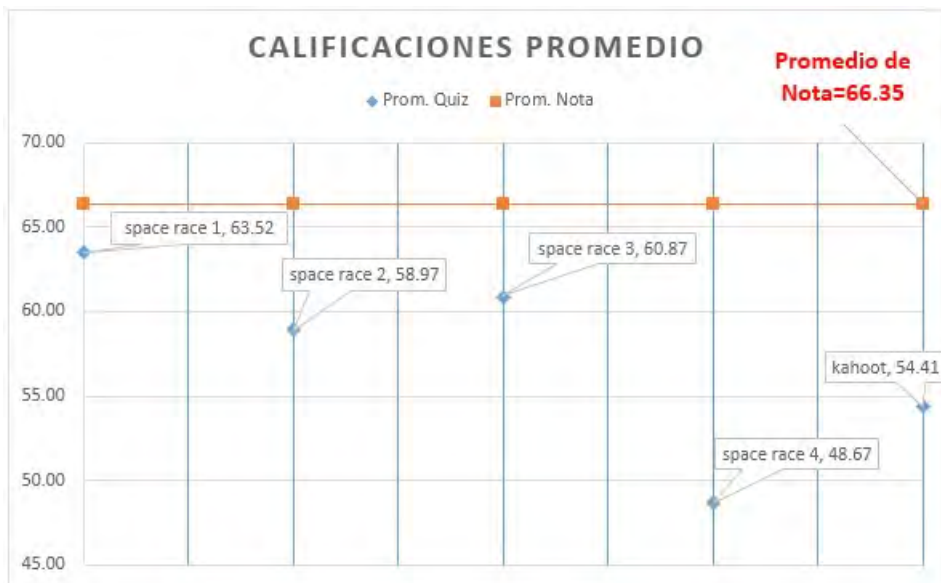 CALIFICACIONES PROMEDIO
Promedio de
Nota=66.35
Prom. Quiz
Prom. Nota
70.00
65.00
60.00
55.00
50.00
45.00
space race 1, 63.52
space race 2, 58.97
space race 3, 60.87
kahoot, 54.41
space race 4, 48.67